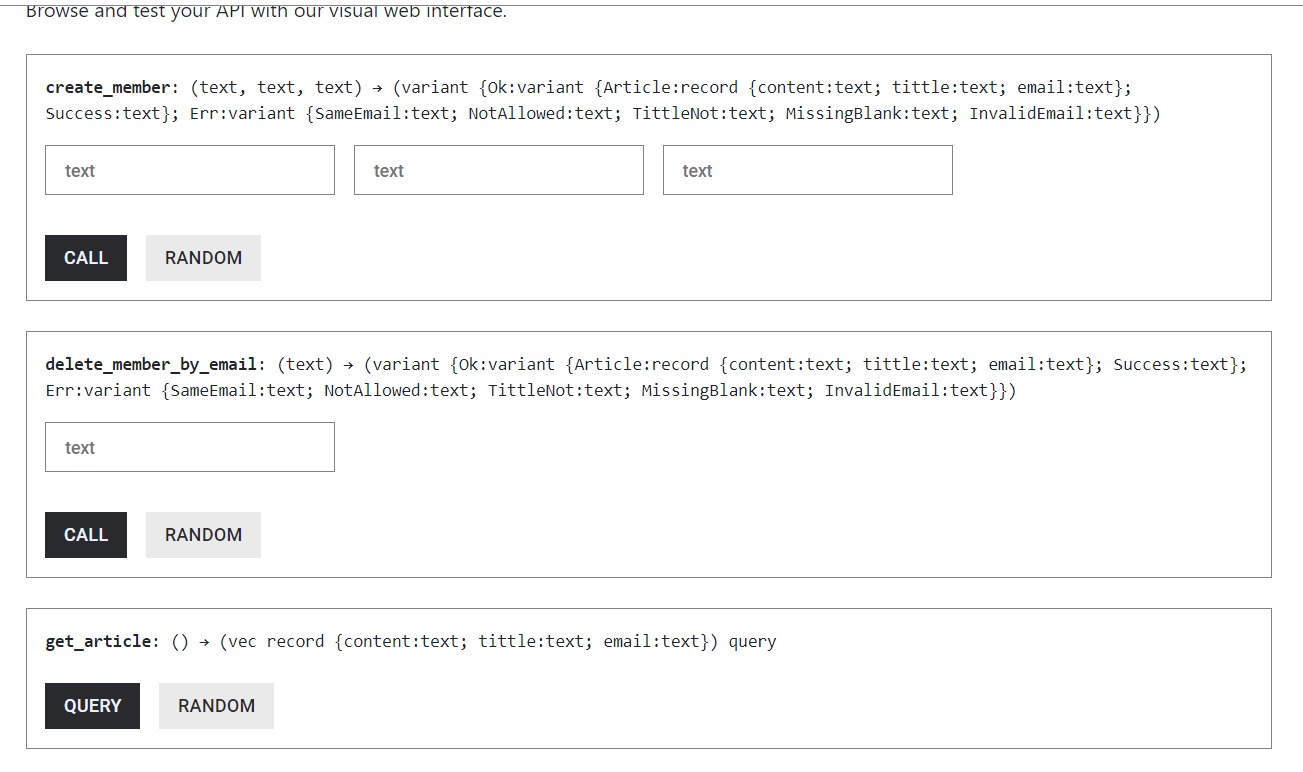 Browse and test your API with our visual web interface.
create_member: (text, text, text) → (variant {Ok:variant {Article:record {content:text; tittle:text; email:text};
Success:text}; Err:variant {SameEmail:text; NotAllowed:text; TittleNot:text; MissingBlank:text; InvalidEmail:text}})
text text text
CALL RANDOM
delete_member_by_email: (text) → (variant {Ok:variant {Article:record {content:text; tittle:text; email:text}; Success:text};
Err:variant {SameEmail:text; NotAllowed:text; TittleNot:text; MissingBlank:text; InvalidEmail:text}})
text
CALL RANDOM
get_article: () → (vec record {content:text; tittle:text; email:text}) query
QUERY RANDOM